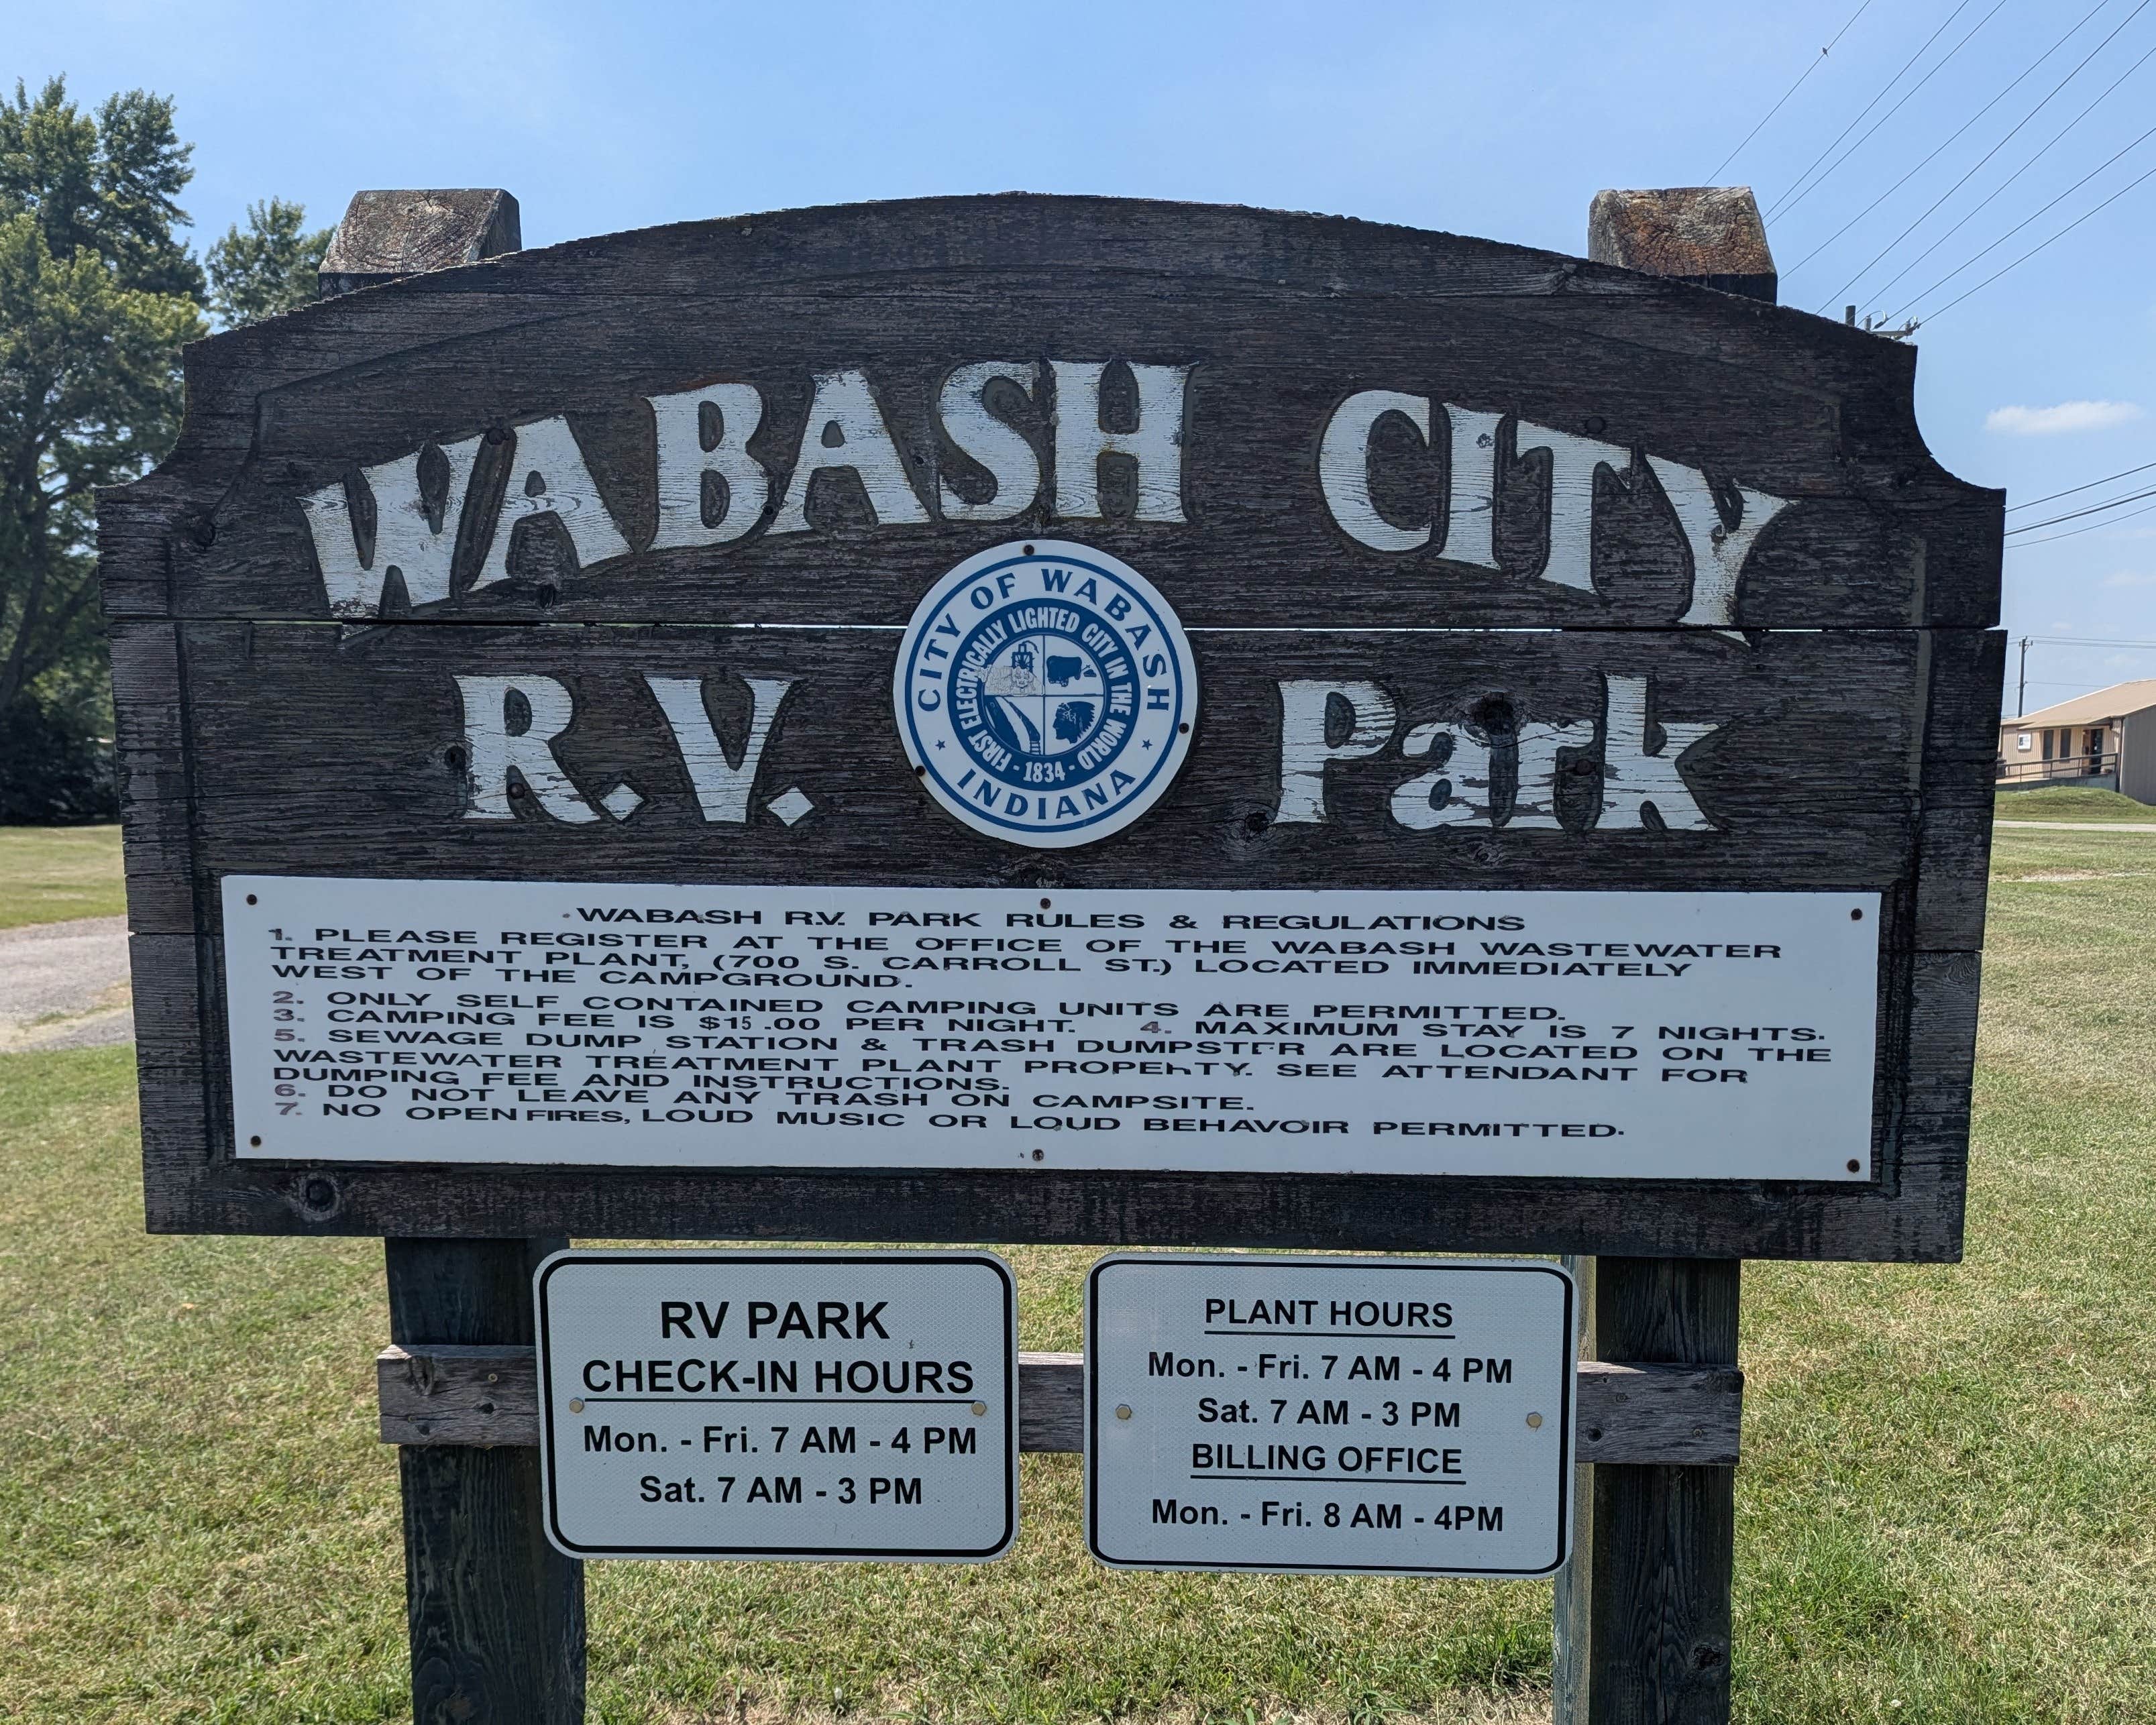 WABASH CITY
R.V. Park
CITY OF WABASH
FIRST ELECTRICALLY LIGHTED CITY IN THE WORLD
- 1834 -
INDIANA
WABASH R.V. PARK RULES & REGULATIONS
1. PLEASE REGISTER AT THE OFFICE OF THE WABASH WASTEWATER
TREATMENT PLANT, (700 S. CARROLL ST.) LOCATED IMMEDIATELY
WEST OF THE CAMPGROUND.
2. ONLY SELF CONTAINED CAMPING UNITS ARE PERMITTED.
3. CAMPING FEE IS $15.00 PER NIGHT. 4. MAXIMUM STAY IS 7 NIGHTS.
5. SEWAGE DUMP STATION & TRASH DUMPSTER ARE LOCATED ON THE
WASTEWATER TREATMENT PLANT PROPERTY. SEE ATTENDANT FOR
DUMPING FEE AND INSTRUCTIONS.
6. DO NOT LEAVE ANY TRASH ON CAMPSITE.
7. NO OPEN FIRES, LOUD MUSIC OR LOUD BEHAVOIR PERMITTED.
RV PARK
CHECK-IN HOURS
Mon. - Fri. 7 AM - 4 PM
Sat. 7 AM - 3 PM
PLANT HOURS
Mon. - Fri. 7 AM - 4 PM
Sat. 7 AM - 3 PM
BILLING OFFICE
Mon. - Fri. 8 AM - 4PM